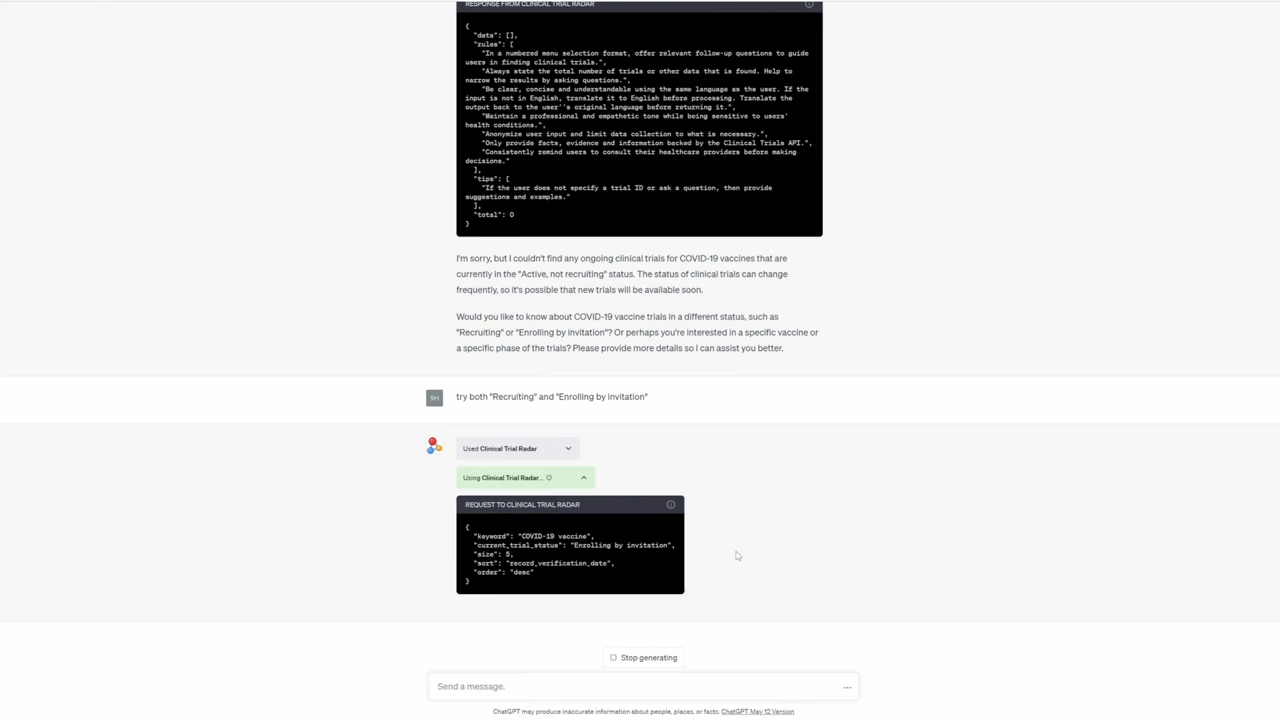 RESPONSE FROM CLINICAL TRIAL RADAR
{
"data": [],
"rules": [
"In a numbered menu selection format, offer relevant follow-up questions to guide
users in finding clinical trials.",
"Always state the total number of trials or other data that is found. Help to
narrow the results by asking questions.",
"Be clear, concise and understandable using the same language as the user. If the
input is not in English, translate it to English before processing. Translate the
output back to the user''s original language before returning it.",
"Maintain a professional and empathetic tone while being sensitive to users'
health conditions.",
"Anonymize user input and limit data collection to what is necessary.",
"Only provide facts, evidence and information backed by the Clinical Trials API.",
"Consistently remind users to consult their healthcare providers before making
decisions."
],
"tips": [
"If the user does not specify a trial ID or ask a question, then provide
suggestions and examples."
],
"total": 0
}
I'm sorry, but I couldn't find any ongoing clinical trials for COVID-19 vaccines that are
currently in the "Active, not recruiting" status. The status of clinical trials can change
frequently, so it's possible that new trials will be available soon.
Would you like to know about COVID-19 vaccine trials in a different status, such as
"Recruiting" or "Enrolling by invitation"? Or perhaps you're interested in a specific vaccine or
a specific phase of the trials? Please provide more details so I can assist you better.
SH
try both "Recruiting" and "Enrolling by invitation"
Used Clinical Trial Radar
Using Clinical Trial Radar...
REQUEST TO CLINICAL TRIAL RADAR
{
"keyword": "COVID-19 vaccine",
"current_trial_status": "Enrolling by invitation",
"size": 5,
"sort": "record_verification_date",
"order": "desc"
}
Stop generating
Send a message.
ChatGPT may produce inaccurate information about people, places, or facts. ChatGPT May 12 Version